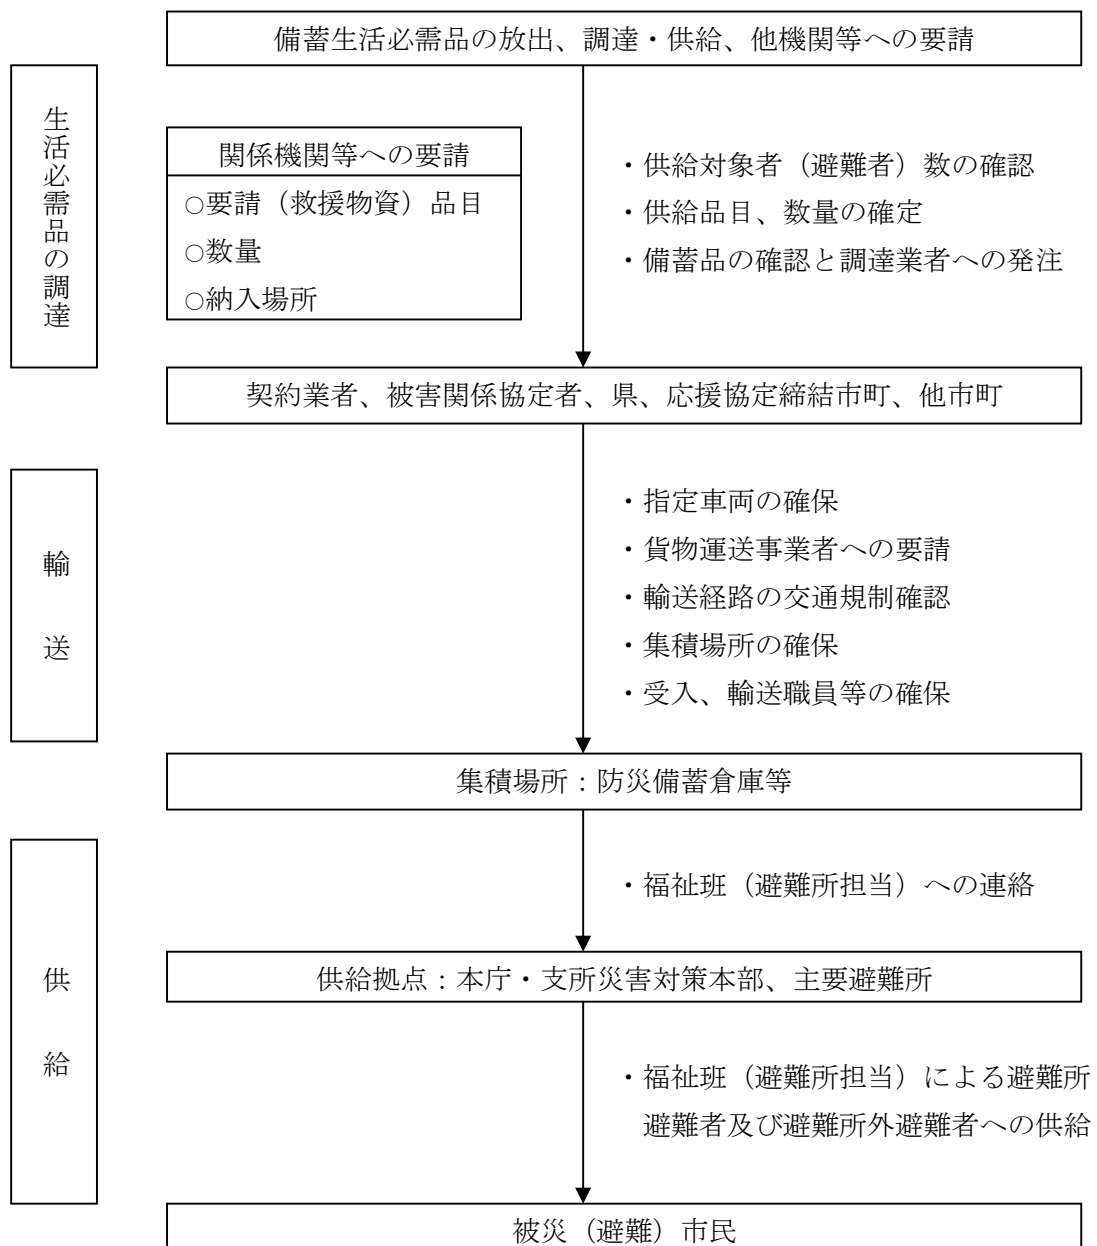 備蓄生活必需品の放出、調達・供給、他機関等への要請
生活必需品の調達
関係機関等への要請
○要請（救援物資）品目
○数量
○納入場所
・供給対象者（避難者）数の確認
・供給品目、数量の確定
・備蓄品の確認と調達業者への発注
契約業者、被害関係協定者、県、応援協定締結市町、他市町
輸送
・指定車両の確保
・貨物運送事業者への要請
・輸送経路の交通規制確認
・集積場所の確保
・受入、輸送職員等の確保
集積場所：防災備蓄倉庫等
供給
・福祉班（避難所担当）への連絡
供給拠点：本庁・支所災害対策本部、主要避難所
・福祉班（避難所担当）による避難所
避難者及び避難所外避難者への供給
被災（避難）市民